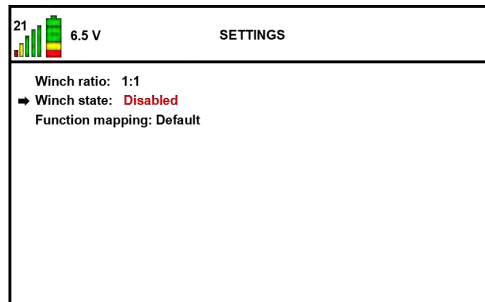 21
6.5 V
SETTINGS
Winch ratio: 1:1
Winch state: Disabled
Function mapping: Default